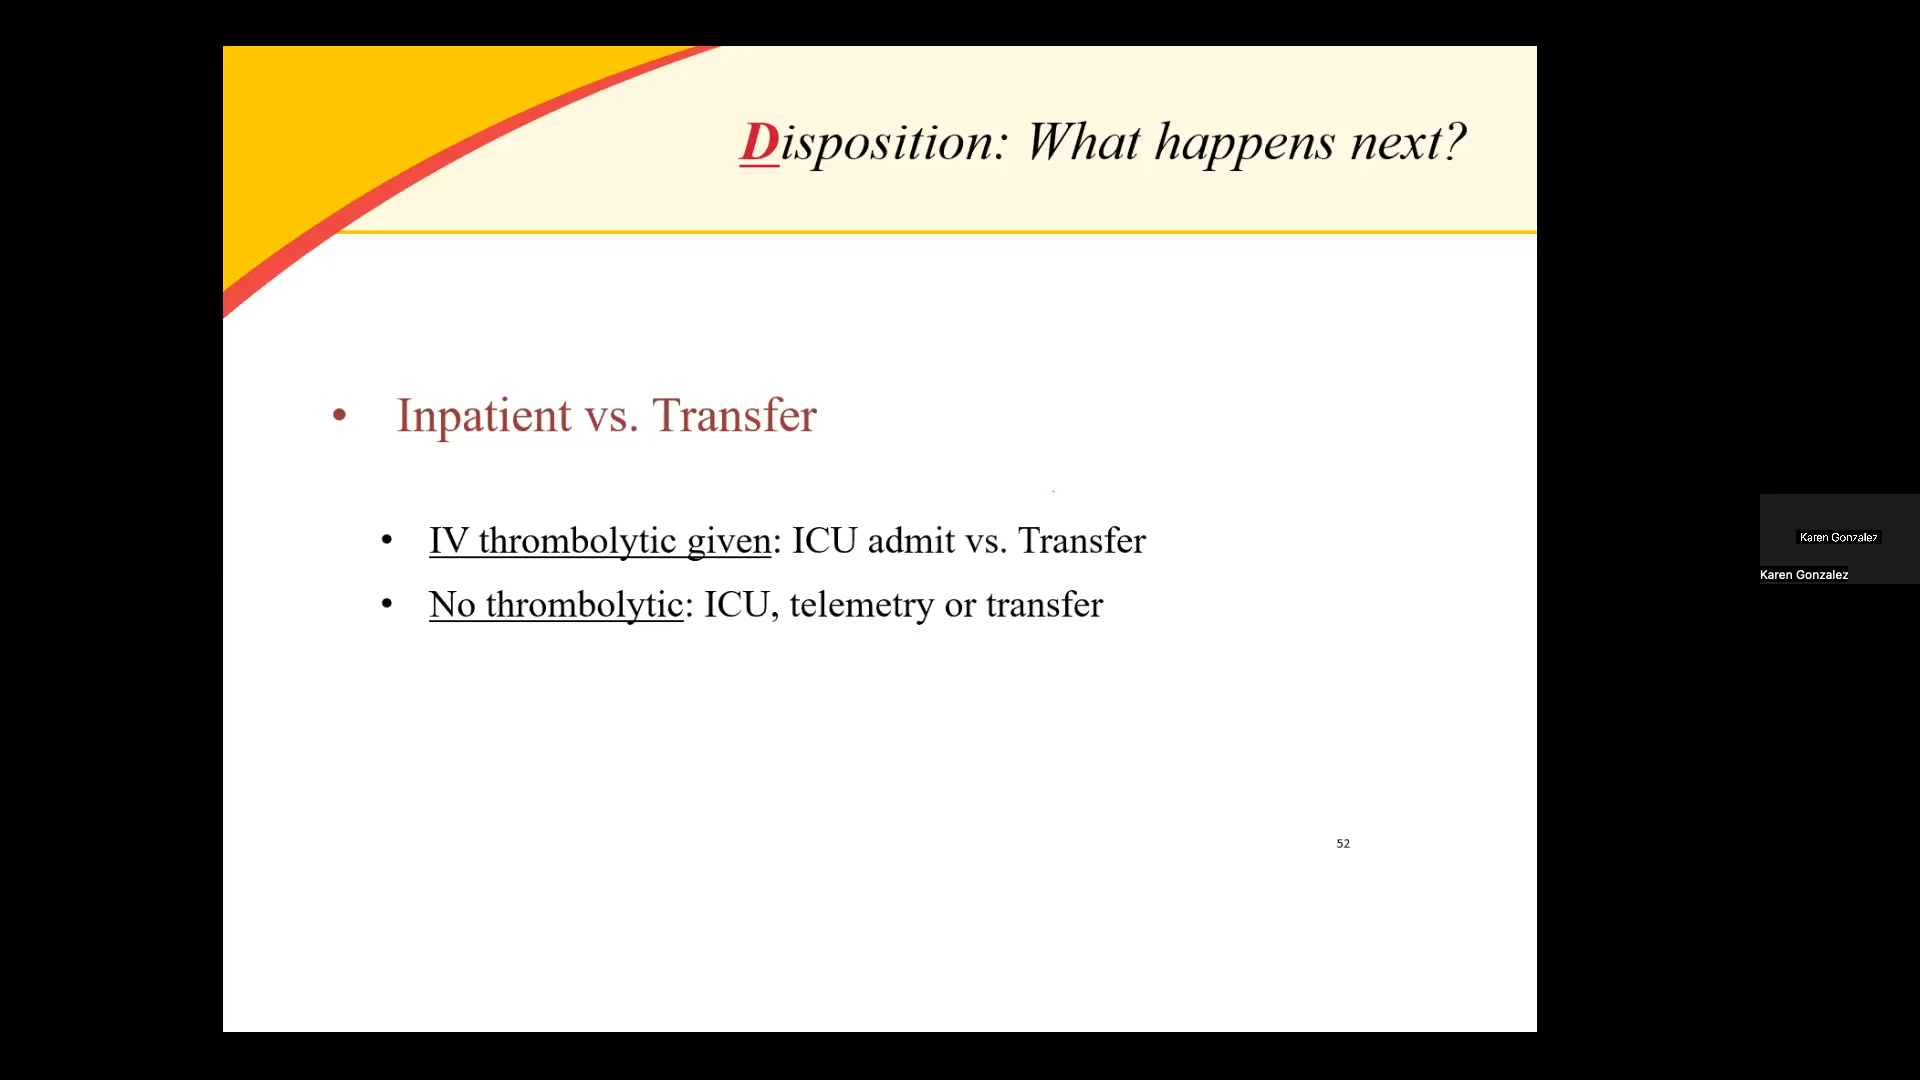 Disposition: What happens next?
• Inpatient vs. Transfer
• IV thrombolytic given: ICU admit vs. Transfer
• No thrombolytic: ICU, telemetry or transfer
52
Karen Gonzalez
Karen Gonzalez